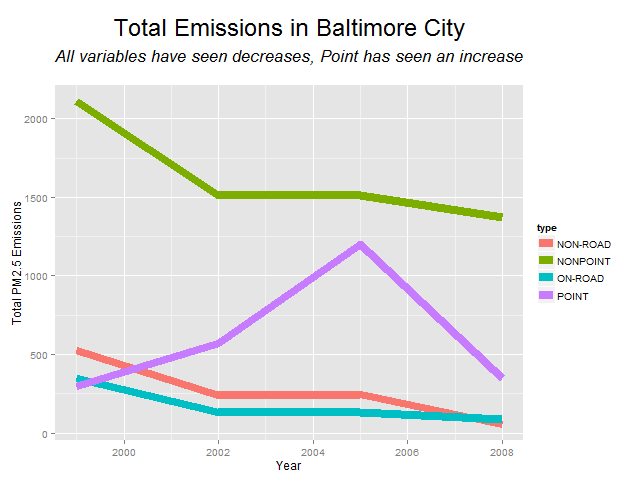 Total Emissions in Baltimore City
All variables have seen decreases, Point has seen an increase
Total PM2.5 Emissions
2000
1500
1000
500
0
2000 2002 2004 2006 2008
Year
type
NON-ROAD
NONPOINT
ON-ROAD
POINT